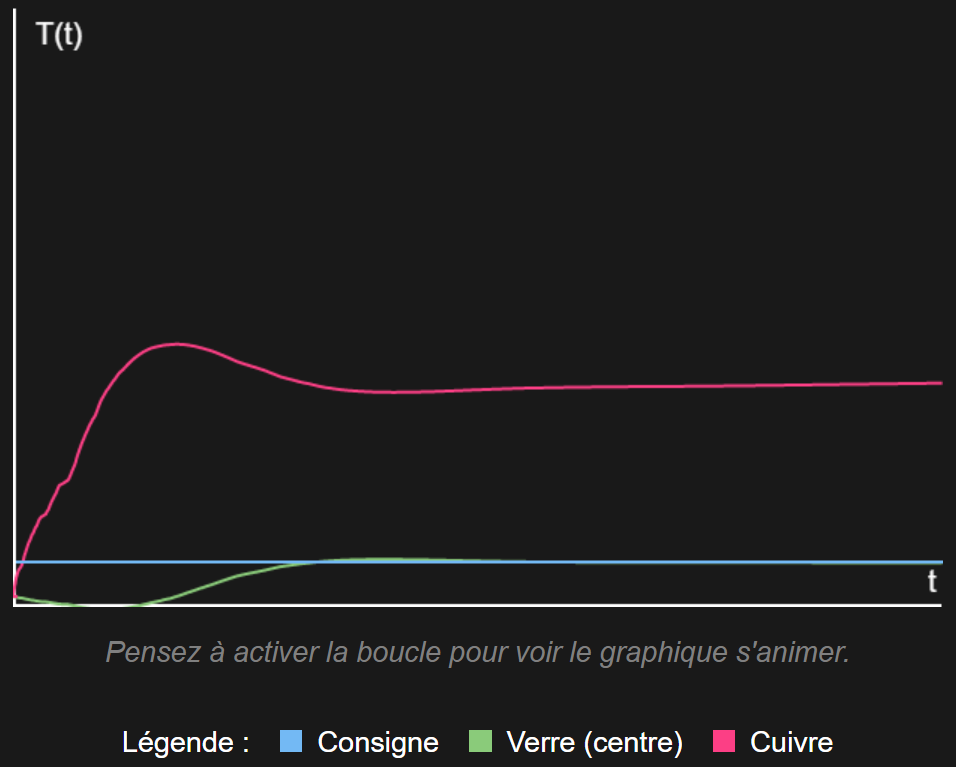 T(t)
t
Pensez à activer la boucle pour voir le graphique s'animer.
Légende : Consigne Verre (centre) Cuivre